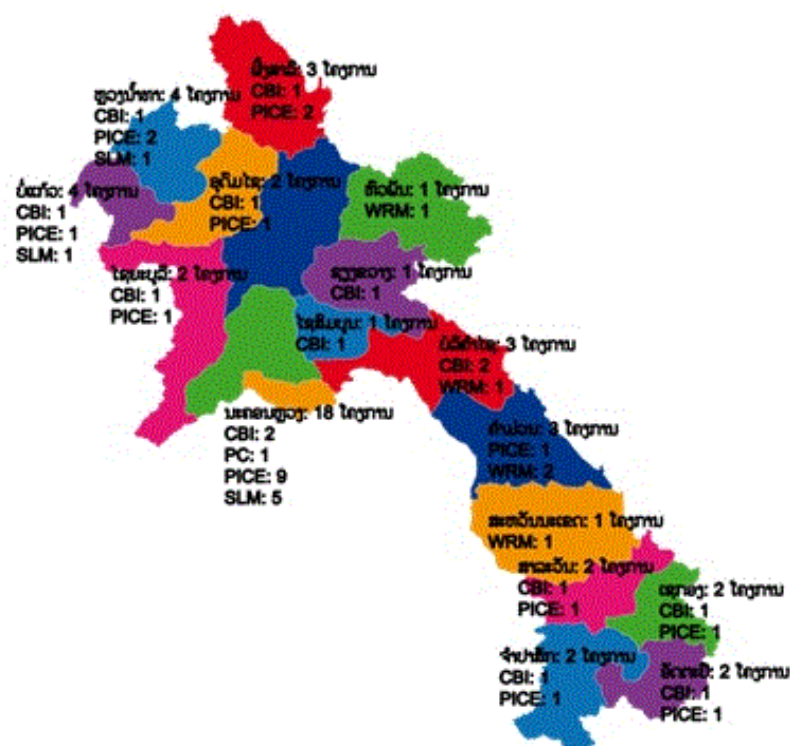 ຜົ້ງສາລີ: 3 ໂຄງການ
CBI: 1
PICE: 2
ຫຼວງນ້ຳທາ: 4 ໂຄງການ
CBI: 1
PICE: 2
SLM: 1
ບໍ່ແກ້ວ: 4 ໂຄງການ
CBI: 1
PICE: 1
SLM: 1
ອຸດົມໄຊ: 2 ໂຄງການ
CBI: 1
PICE: 1
ຫົວພັນ: 1 ໂຄງການ
WRM: 1
ໄຊຍະບູລີ: 2 ໂຄງການ
CBI: 1
PICE: 1
ຊຽງຂວາງ: 1 ໂຄງການ
CBI: 1
ໄຊສົມບູນ: 1 ໂຄງການ
CBI: 1
ບໍລິຄຳໄຊ: 3 ໂຄງການ
CBI: 2
WRM: 1
ນະຄອນຫຼວງ: 18 ໂຄງການ
CBI: 2
PC: 1
PICE: 9
SLM: 5
ຄຳມ່ວນ: 3 ໂຄງການ
PICE: 1
WRM: 2
ສະຫວັນນະເຂດ: 1 ໂຄງການ
WRM: 1
ສາລະວັນ: 2 ໂຄງການ
CBI: 1
PICE: 1
ເຊກອງ: 2 ໂຄງການ
CBI: 1
PICE: 1
ຈຳປາສັກ: 2 ໂຄງການ
CBI: 1
PICE: 1
ອັດຕະປື: 2 ໂຄງການ
CBI: 1
PICE: 1